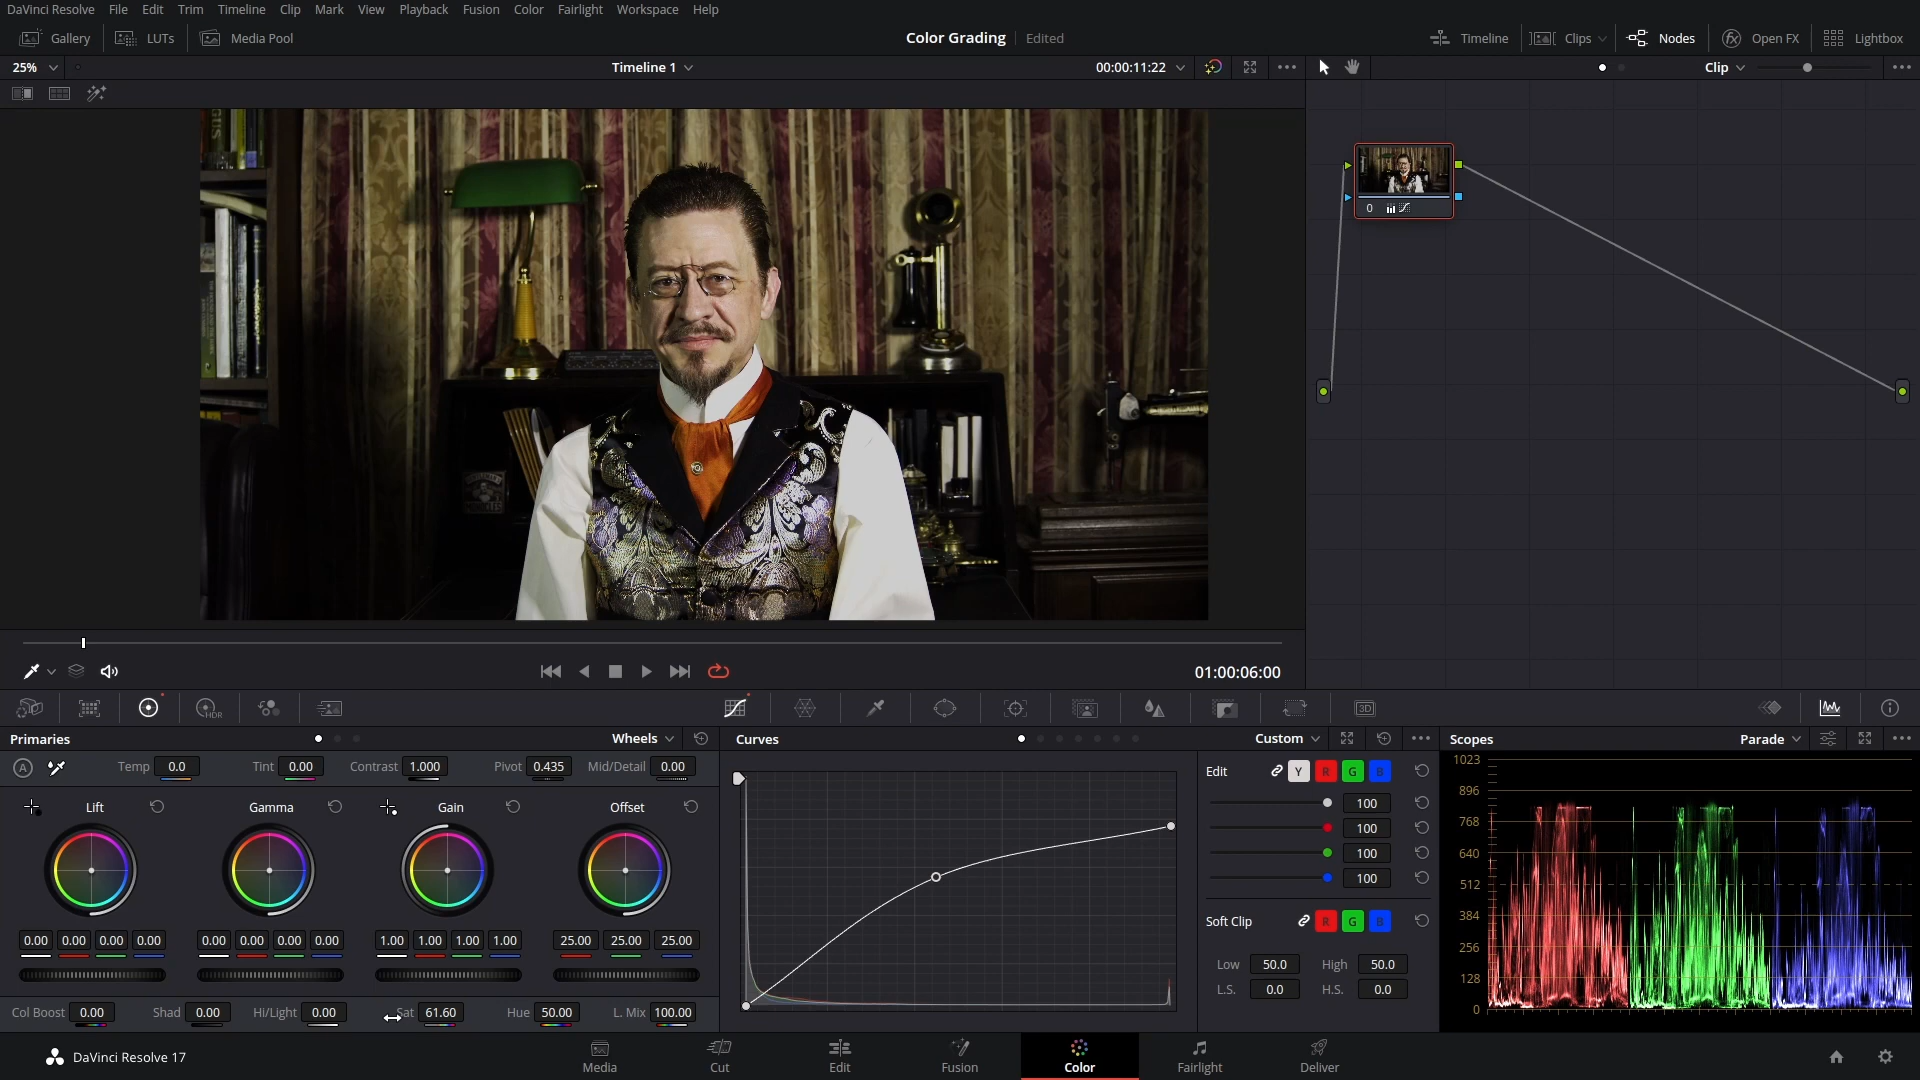 DaVinci Resolve File Edit Trim Timeline Clip Mark View Playback Fusion Color Fairlight Workspace Help
Gallery LUTs Media Pool Color Grading Edited Timeline Clips Nodes Open FX Lightbox
25% Timeline 1 00:00:11:22 Clip
0
01:00:06:00
HDR 3D
Primaries Wheels Curves Custom Scopes Parade
A Temp 0.0 Tint 0.00 Contrast 1.000 Pivot 0.435 Mid/Detail 0.00
Lift Gamma Gain Offset
0.00 0.00 0.00 0.00 0.00 0.00 0.00 0.00 1.00 1.00 1.00 1.00 25.00 25.00 25.00
Col Boost 0.00 Shad 0.00 Hi/Light 0.00 Sat 61.60 Hue 50.00 L. Mix 100.00
Edit Y R G B
100
100
100
100
Soft Clip R G B
Low 50.0 High 50.0
L.S. 0.0 H.S. 0.0
1023
896
768
640
512
384
256
128
0
DaVinci Resolve 17 Media Cut Edit Fusion Color Fairlight Deliver